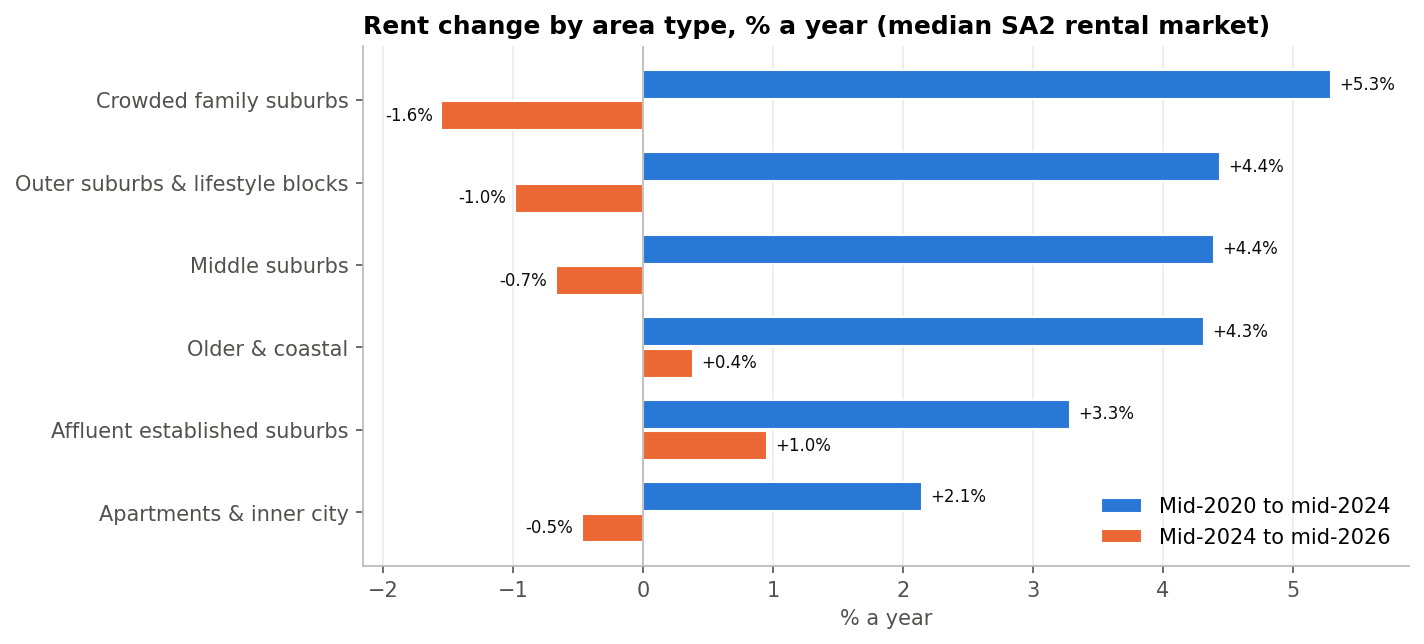 Rent change by area type, % a year (median SA2 rental market)
Crowded family suburbs
+5.3%
-1.6%
Outer suburbs & lifestyle blocks
+4.4%
-1.0%
Middle suburbs
+4.4%
-0.7%
Older & coastal
+4.3%
+0.4%
Affluent established suburbs
+3.3%
+1.0%
Apartments & inner city
+2.1%
-0.5%
Mid-2020 to mid-2024
Mid-2024 to mid-2026
−2 −1 0 1 2 3 4 5
% a year